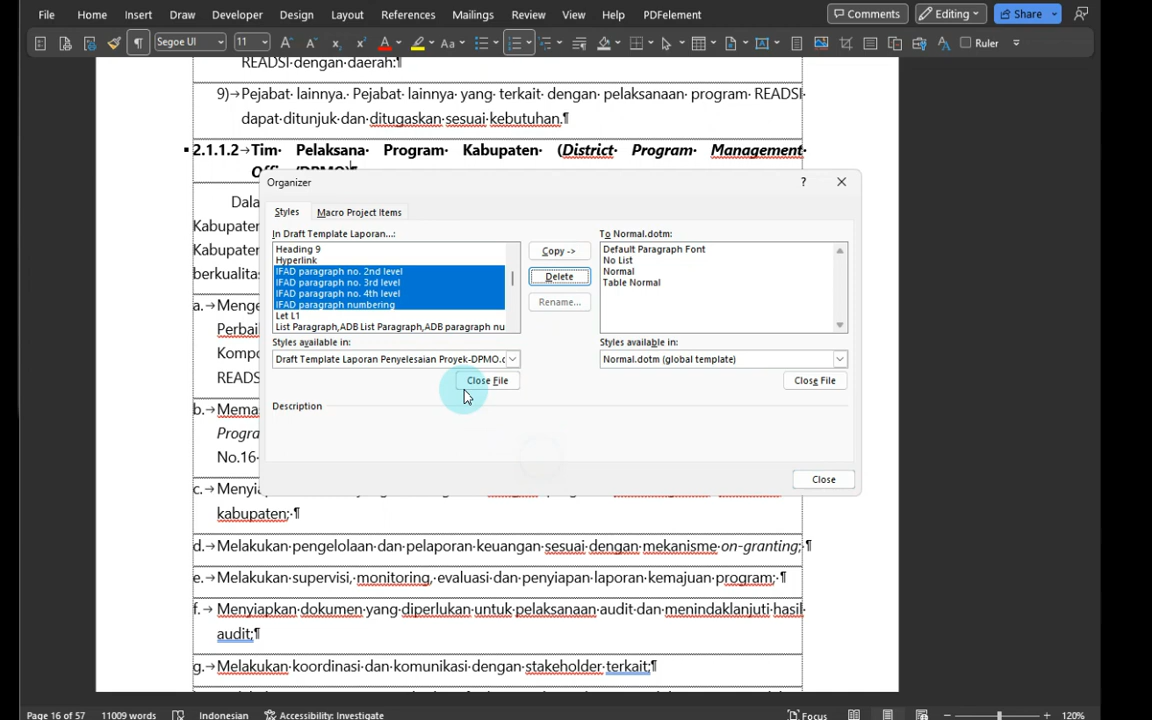 File Home Insert Draw Developer Design Layout References Mailings Review View Help PDFelement Comments Editing Share
Segoe UI 11 Aa Ruler
READSI dengan daerah:¶
9)→Pejabat· lainnya.· Pejabat· lainnya· yang· terkait· dengan· pelaksanaan· program· READSI·
dapat·ditunjuk·dan·ditugaskan·sesuai·kebutuhan.¶
2.1.1.2→Tim· Pelaksana· Program· Kabupaten· (District· Program· Management·
Organizer ?
Styles Macro Project Items
Dala
Kabupaten
Kabupaten
berkualitas
In Draft Template Laporan...: To Normal.dotm:
Heading 9
Hyperlink
IFAD paragraph no. 2nd level
IFAD paragraph no. 3rd level
IFAD paragraph no. 4th level
IFAD paragraph numbering
Let L1
List Paragraph,ADB List Paragraph,ADB paragraph nu
Copy ->
Delete
Rename...
Default Paragraph Font
No List
Normal
Table Normal
Styles available in: Styles available in:
Draft Template Laporan Penyelesaian Proyek-DPMO.c Normal.dotm (global template)
Close File Close File
Description
Close
a.→Menge
Perbai
Kompo
READS
b.→Mema
Progra
No.16·
c.→Menyi
kabupaten;·¶
d.→Melakukan·pengelolaan·dan·pelaporan·keuangan·sesuai·dengan·mekanisme·on-granting;·¶
e.→Melakukan·supervisi,·monitoring,·evaluasi·dan·penyiapan·laporan·kemajuan·program;·¶
f.→Menyiapkan·dokumen·yang·diperlukan·untuk·pelaksanaan·audit·dan·menindaklanjuti·hasil·
audit;¶
g.→Melakukan·koordinasi·dan·komunikasi·dengan·stakeholder·terkait;¶
Page 16 of 57 11009 words Indonesian Accessibility: Investigate Focus 120%